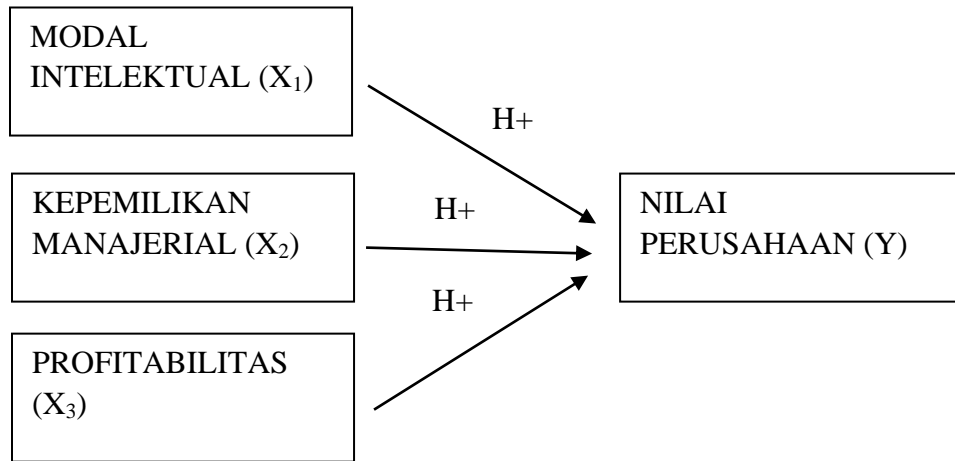 MODAL
INTELEKTUAL (X₁)
H+
KEPEMILIKAN
MANAJERIAL (X₂)
H+
NILAI
PERUSAHAAN (Y)
H+
PROFITABILITAS
(X₃)